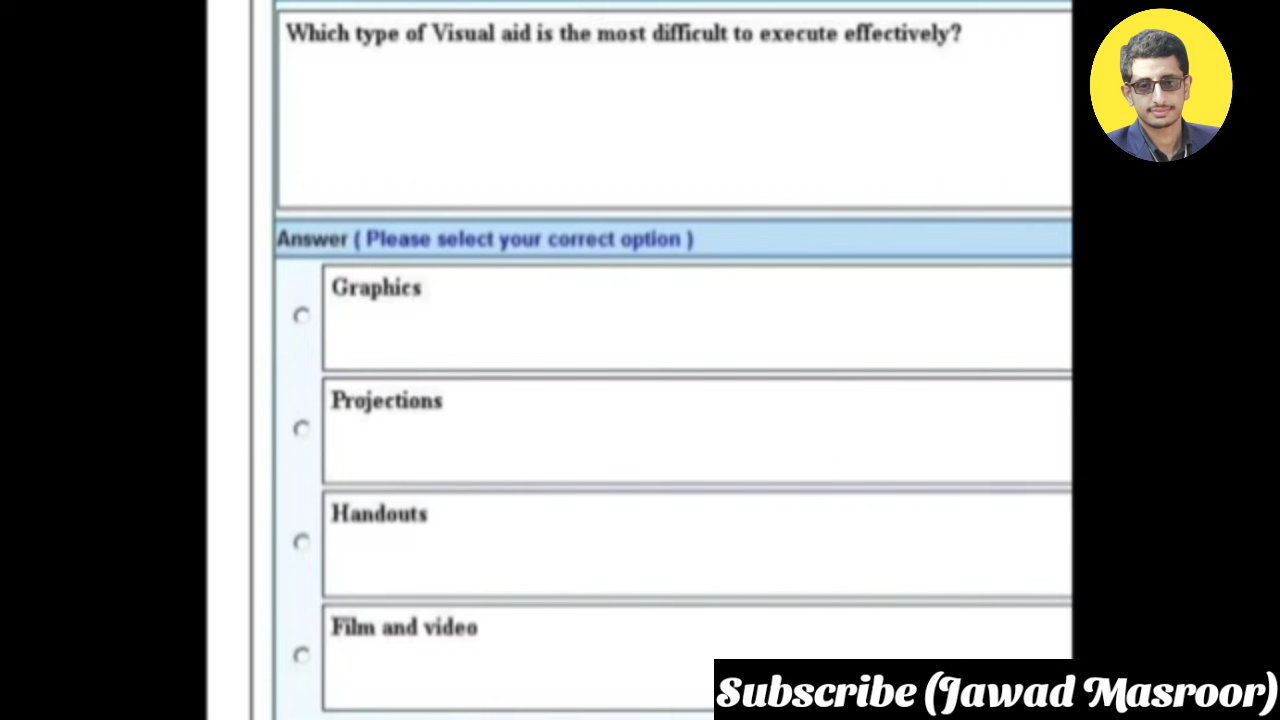 Which type of Visual aid is the most difficult to execute effectively?
Answer ( Please select your correct option )
Graphics
Projections
Handouts
Film and video
Subscribe (Jawad Masroor)